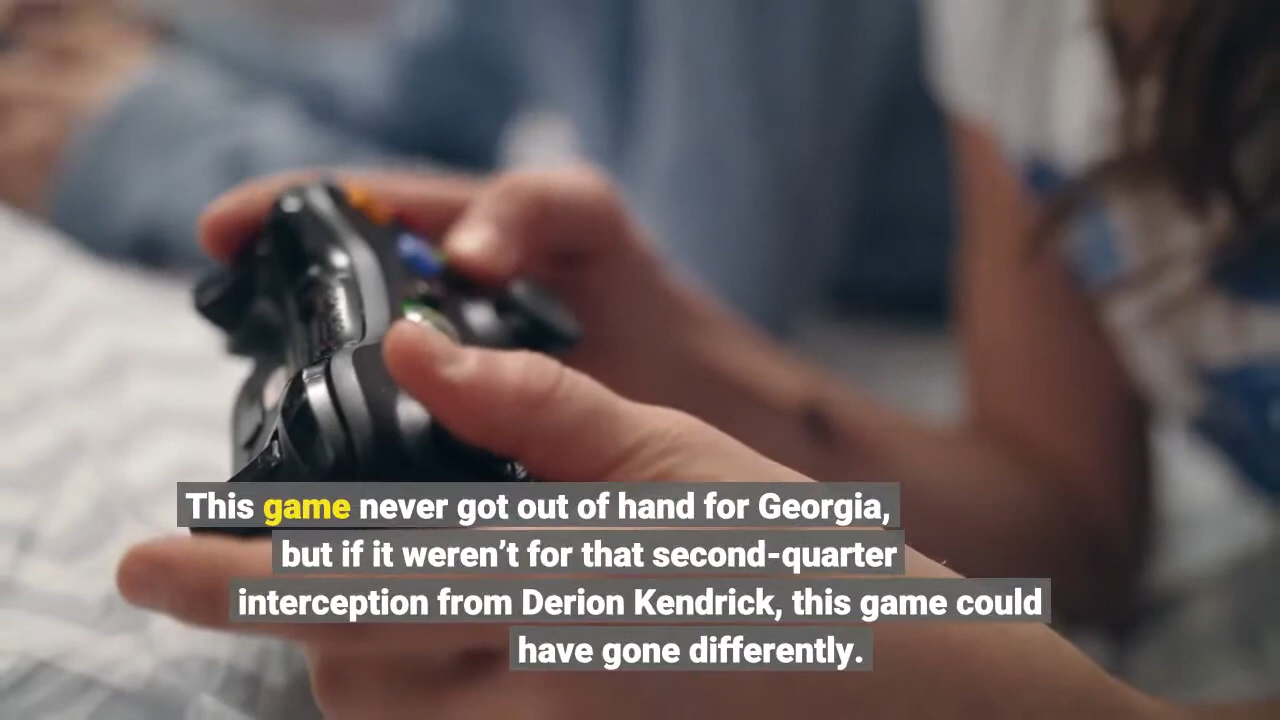 This game never got out of hand for Georgia,
but if it weren’t for that second-quarter
interception from Derion Kendrick, this game could
have gone differently.